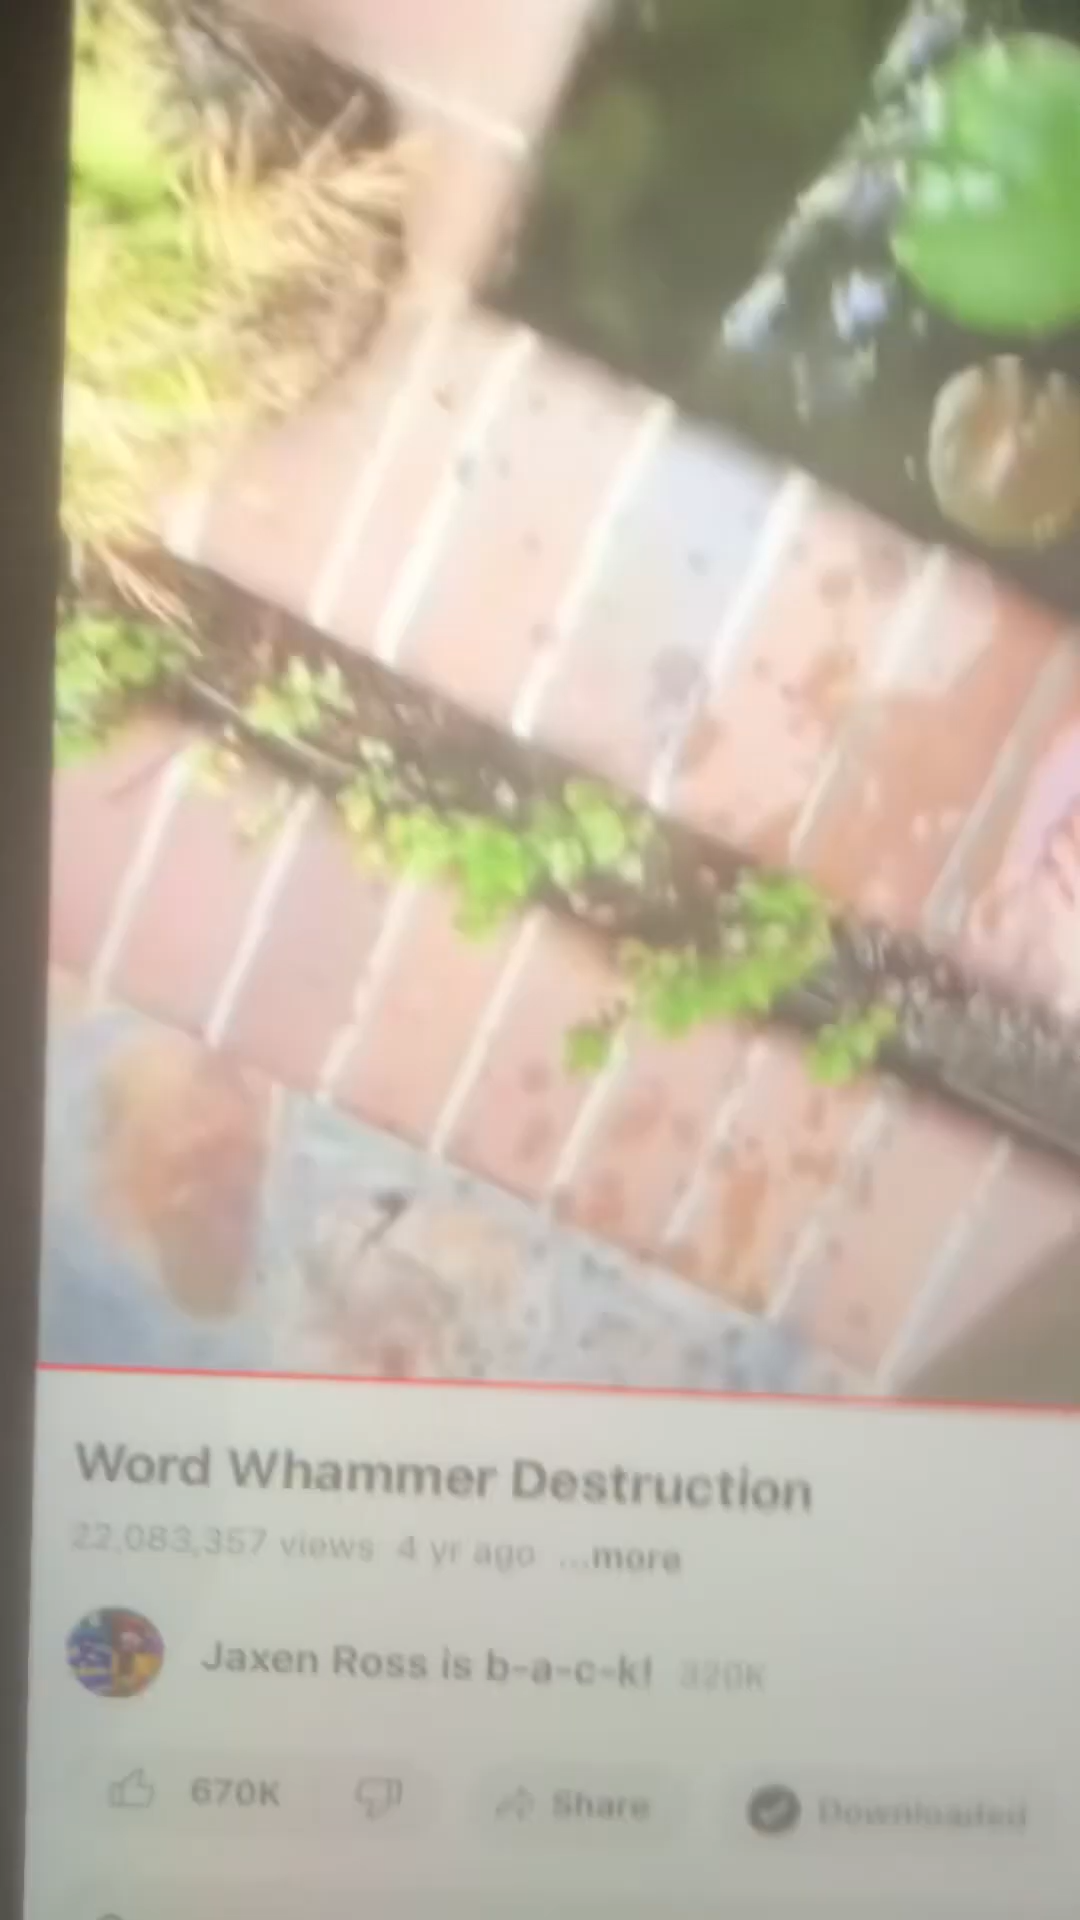 Word Whammer Destruction
22,083,357 views 4 yr ago ...more
Jaxen Ross is b-a-c-k! 320K
670K Share Downloaded